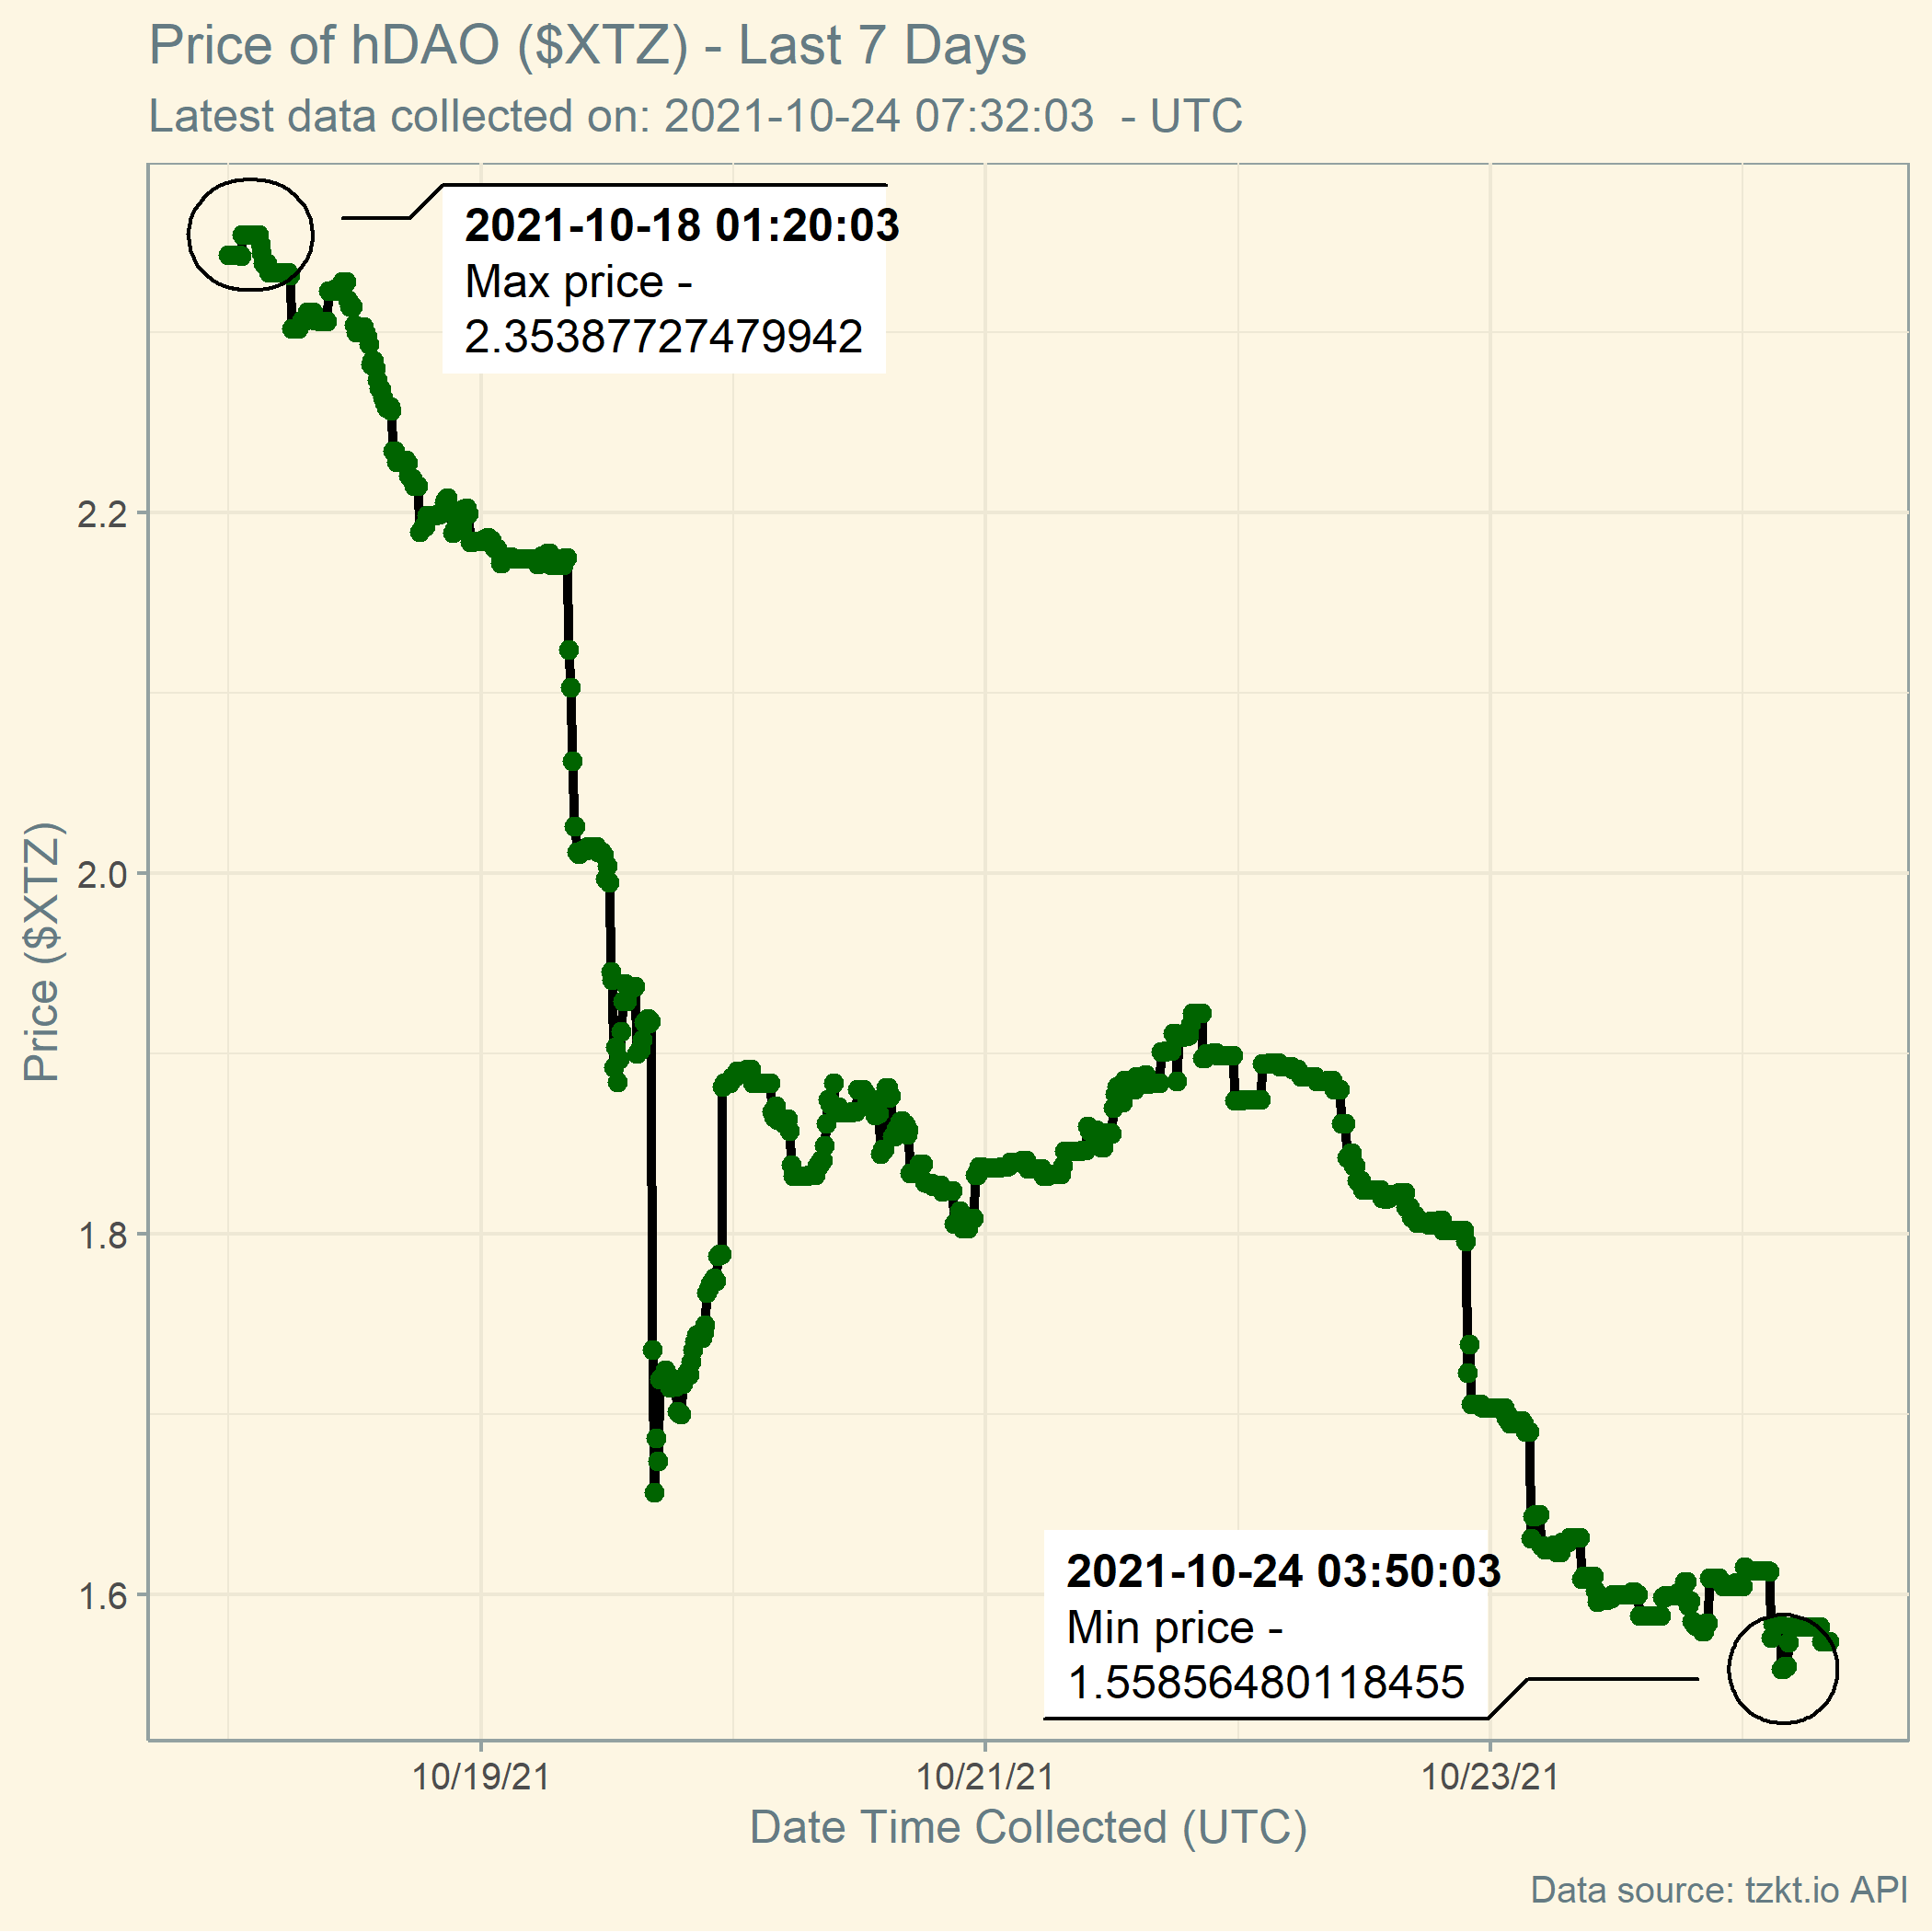 Price of hDAO ($XTZ) - Last 7 Days
Latest data collected on: 2021-10-24 07:32:03  - UTC
2021-10-18 01:20:03
Max price -
2.35387727479942
2.2
2.0
1.8
1.6
Price ($XTZ)
2021-10-24 03:50:03
Min price -
1.55856480118455
10/19/21
10/21/21
10/23/21
Date Time Collected (UTC)
Data source: tzkt.io API